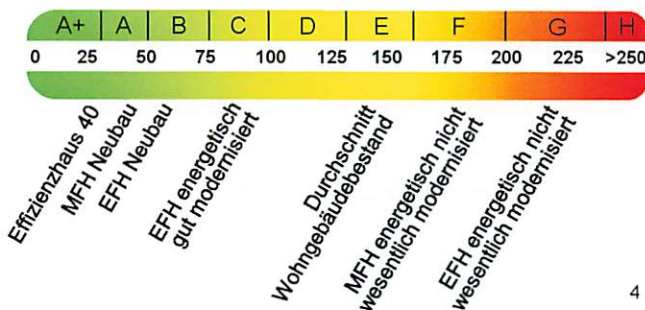 A+ A B C D E F G H
0 25 50 75 100 125 150 175 200 225 >250
Effizienzhaus 40
MFH Neubau
EFH Neubau
EFH energetisch
gut modernisiert
Durchschnitt
Wohngebäudebestand
MFH energetisch nicht
wesentlich modernisiert
EFH energetisch nicht
wesentlich modernisiert
4